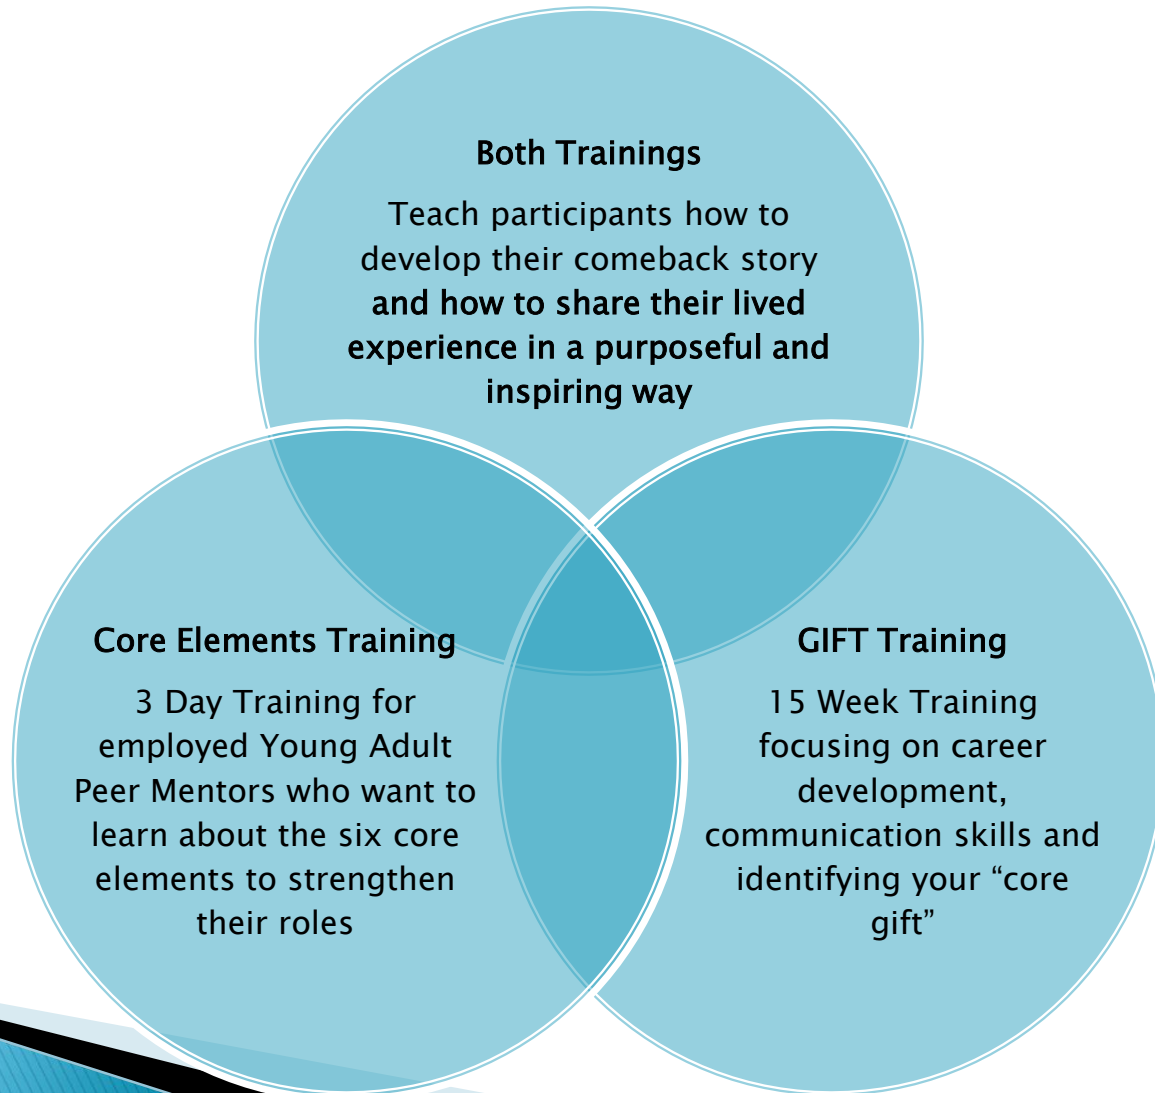 Both Trainings
Teach participants how to
develop their comeback story
and how to share their lived
experience in a purposeful and
inspiring way
Core Elements Training
3 Day Training for
employed Young Adult
Peer Mentors who want to
learn about the six core
elements to strengthen
their roles
GIFT Training
15 Week Training
focusing on career
development,
communication skills and
identifying your “core
gift”